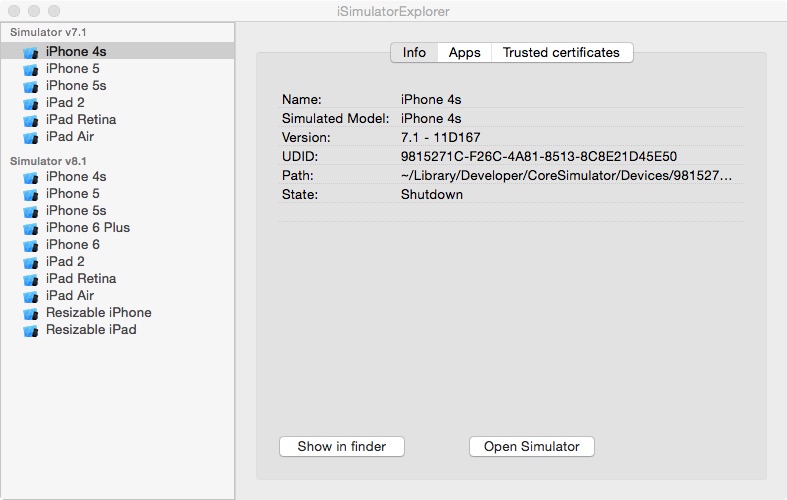 iSimulatorExplorer
Simulator v7.1
iPhone 4s
iPhone 5
iPhone 5s
iPad 2
iPad Retina
iPad Air
Simulator v8.1
iPhone 4s
iPhone 5
iPhone 5s
iPhone 6 Plus
iPhone 6
iPad 2
iPad Retina
iPad Air
Resizable iPhone
Resizable iPad
Info Apps Trusted certificates
Name: iPhone 4s
Simulated Model: iPhone 4s
Version: 7.1 - 11D167
UDID: 9815271C-F26C-4A81-8513-8C8E21D45E50
Path: ~/Library/Developer/CoreSimulator/Devices/981527...
State: Shutdown
Show in finder Open Simulator